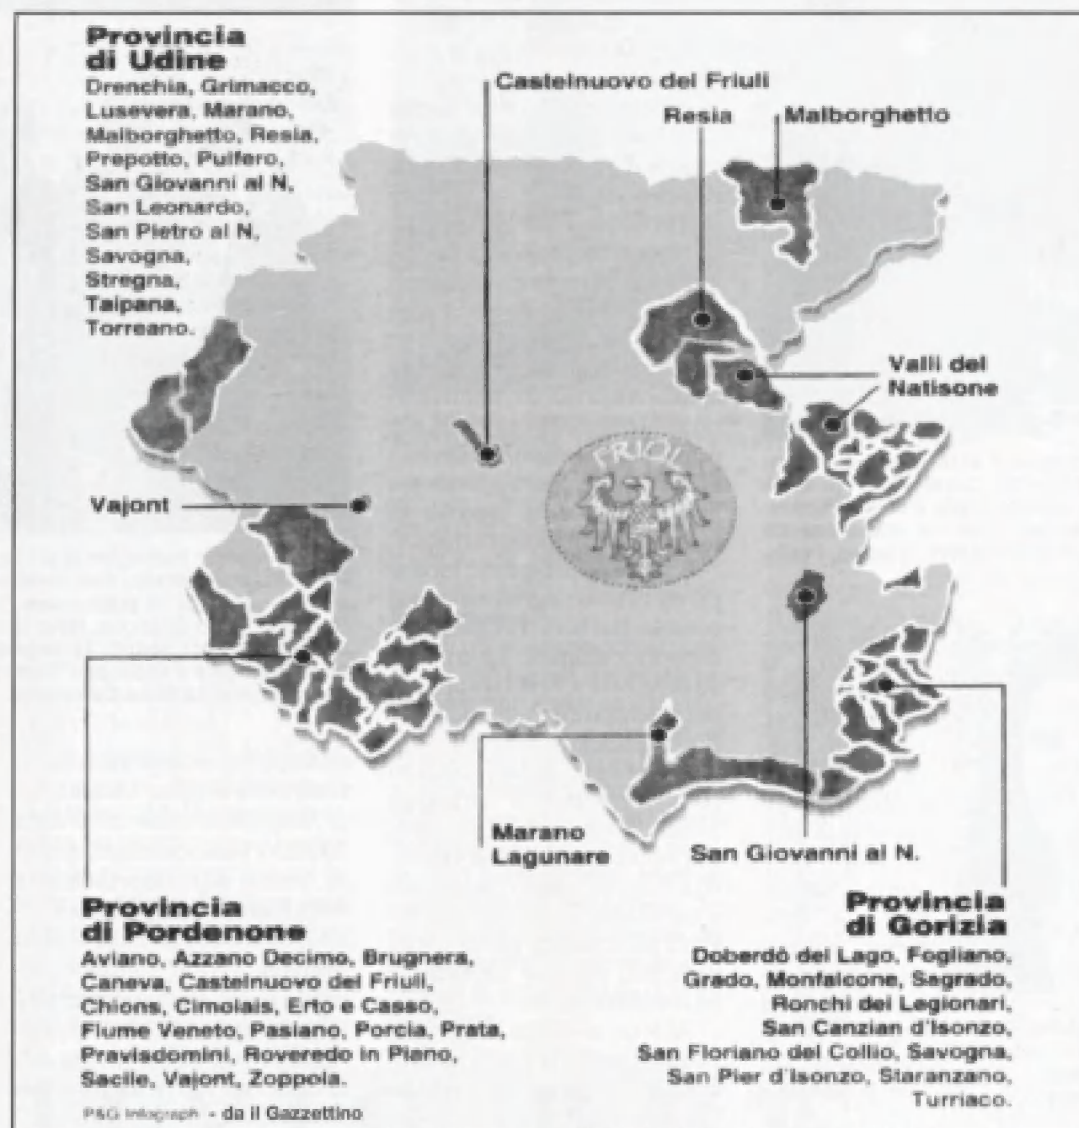 Provincia
di Udine
Drenchia, Grimacco,
Lusevera, Marano,
Malborghetto, Resia,
Prepotto, Pulfero,
San Giovanni al N,
San Leonardo,
San Pietro al N,
Savogna,
Stregna,
Taipana,
Torreano.
Castelnuovo del Friuli
Resia
Malborghetto
Valli del
Natisone
FRIÛL
Vajont
Marano
Lagunare
San Giovanni al N.
Provincia
di Pordenone
Aviano, Azzano Decimo, Brugnera,
Caneva, Castelnuovo del Friuli,
Chions, Cimolais, Erto e Casso,
Fiume Veneto, Pasiano, Porcia, Prata,
Pravisdomini, Roveredo in Piano,
Sacile, Vajont, Zoppola.
P&G Infograph - da il Gazzettino
Provincia
di Gorizia
Doberdò del Lago, Fogliano,
Grado, Monfalcone, Sagrado,
Ronchi dei Legionari,
San Canzian d'Isonzo,
San Floriano del Collio, Savogna,
San Pier d'Isonzo, Staranzano,
Turriaco.